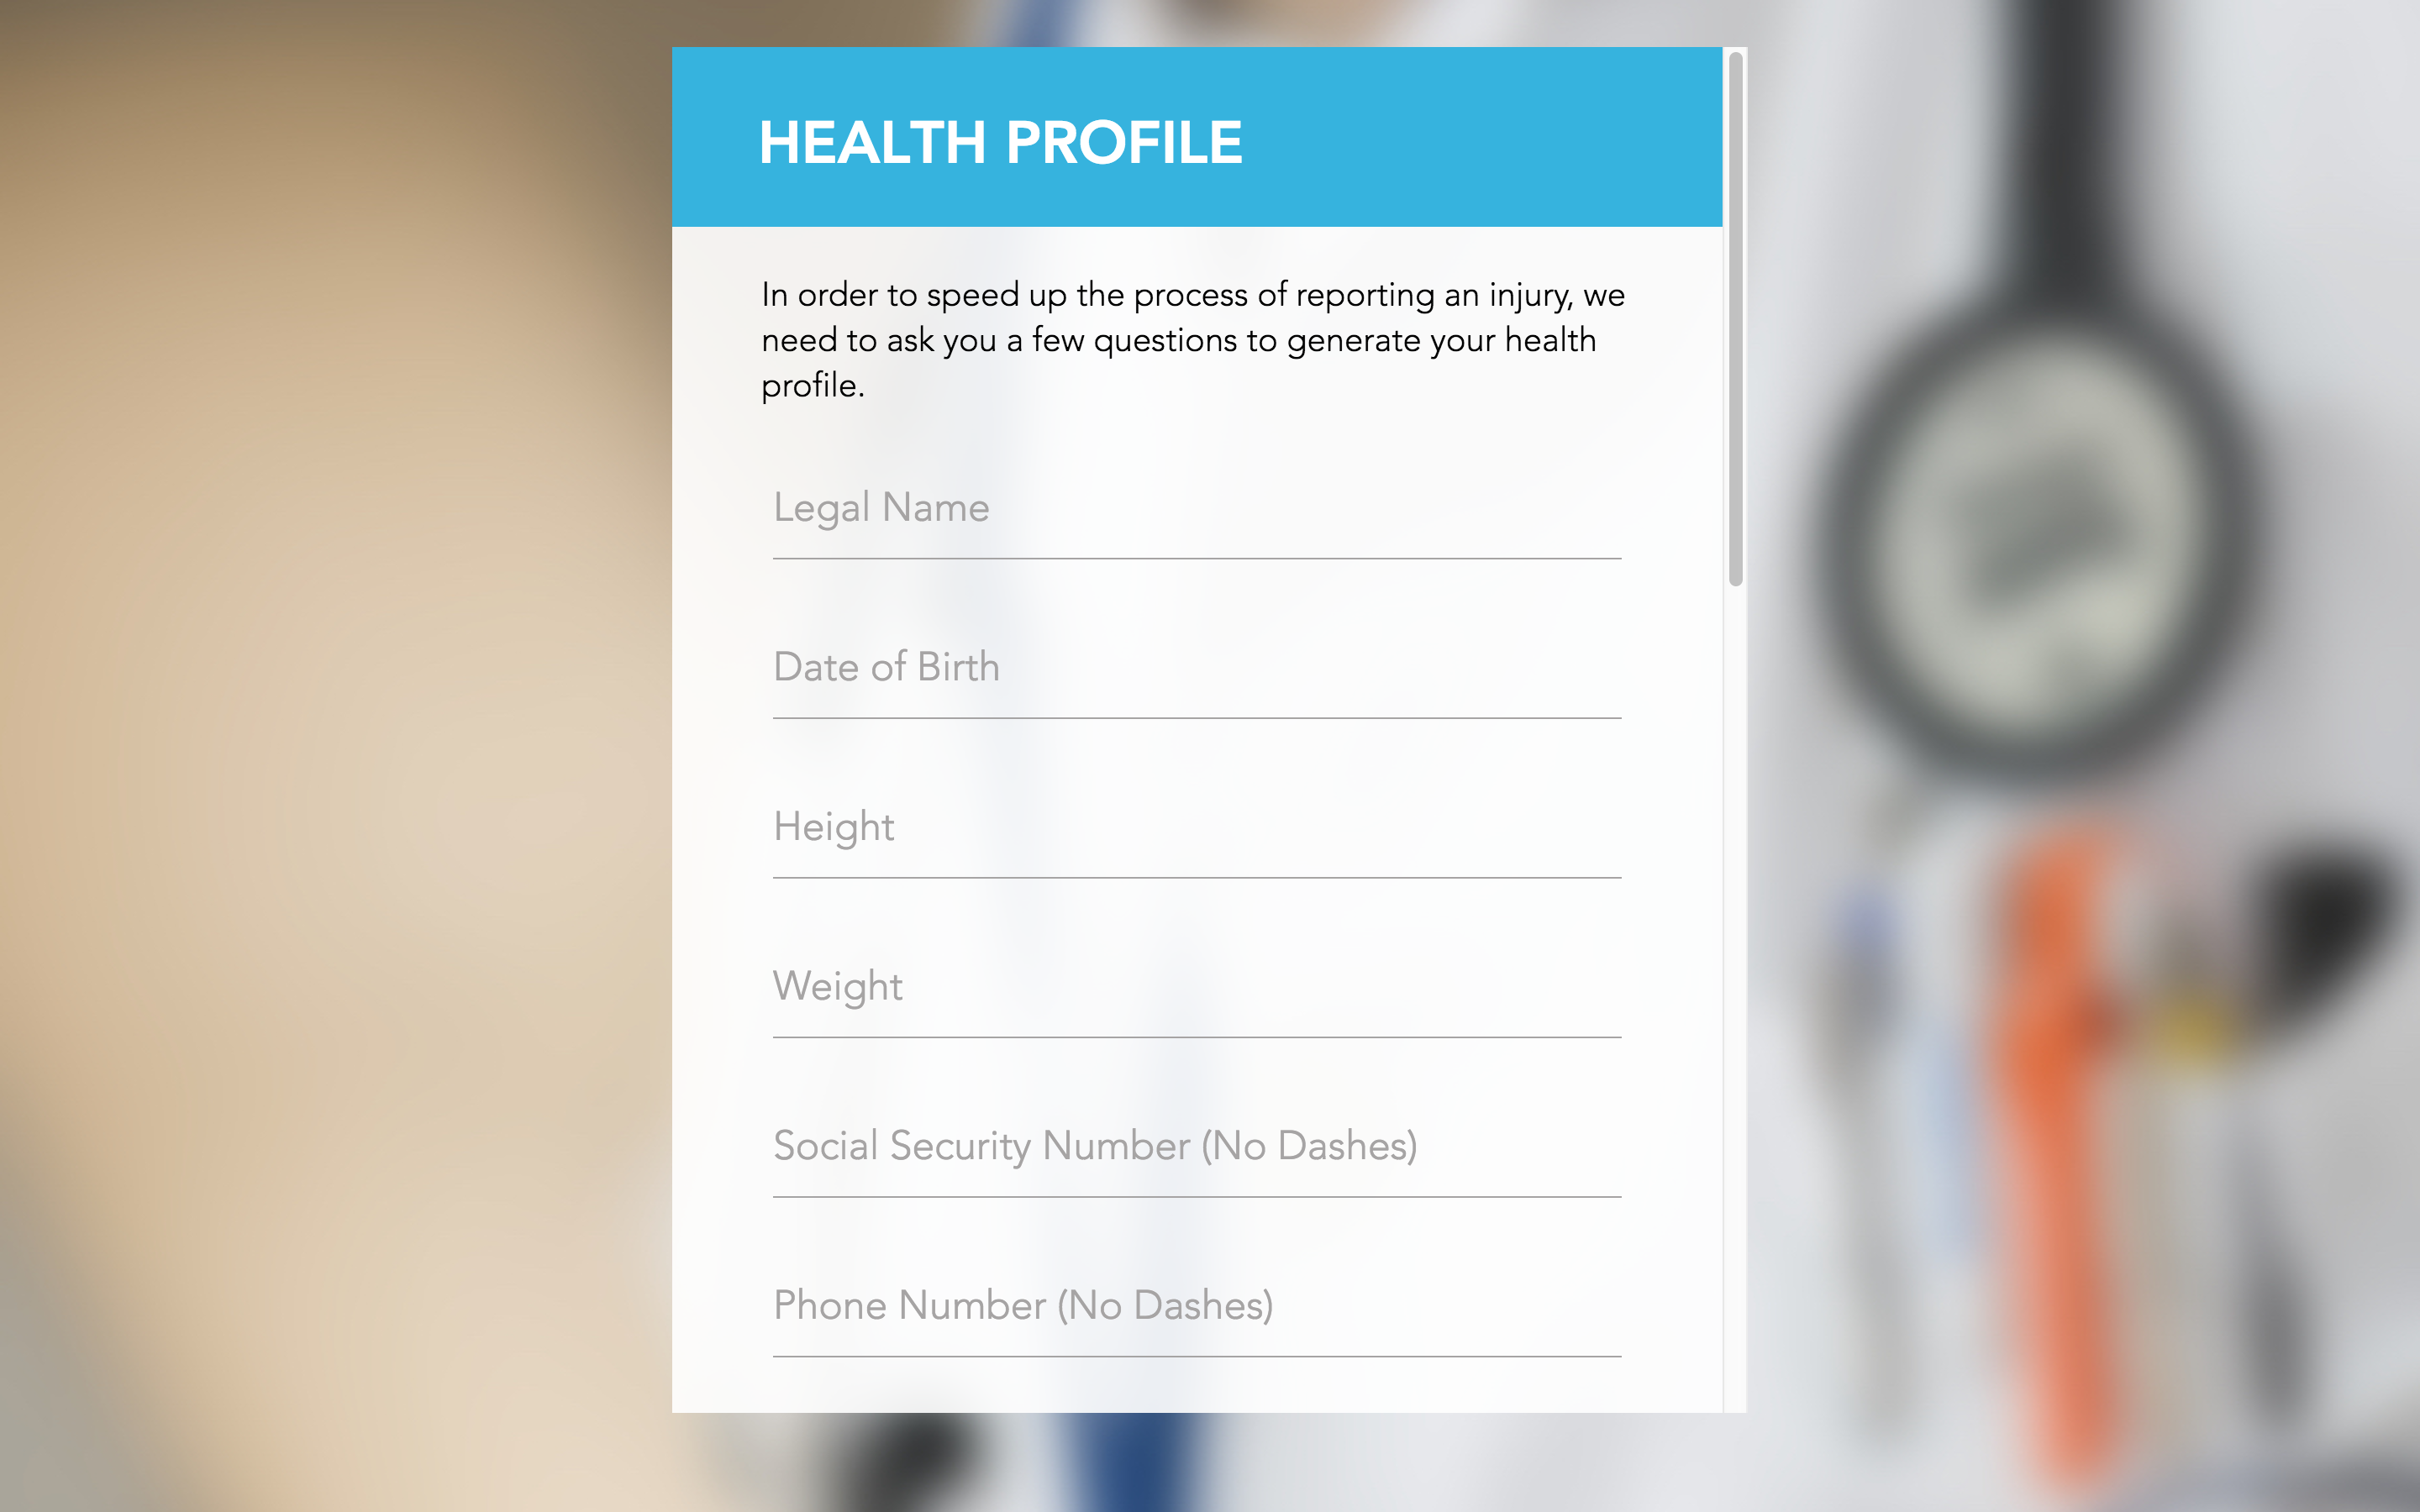 HEALTH PROFILE
In order to speed up the process of reporting an injury, we
need to ask you a few questions to generate your health
profile.
Legal Name
Date of Birth
Height
Weight
Social Security Number (No Dashes)
Phone Number (No Dashes)